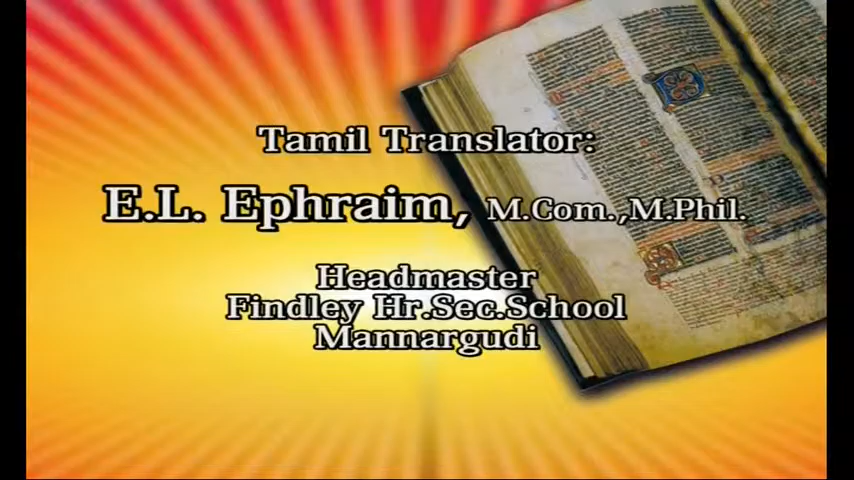 Tamil Translator:
E.L. Ephraim, M.Com.,M.Phil.
Headmaster
Findley Hr.Sec.School
Mannargudi